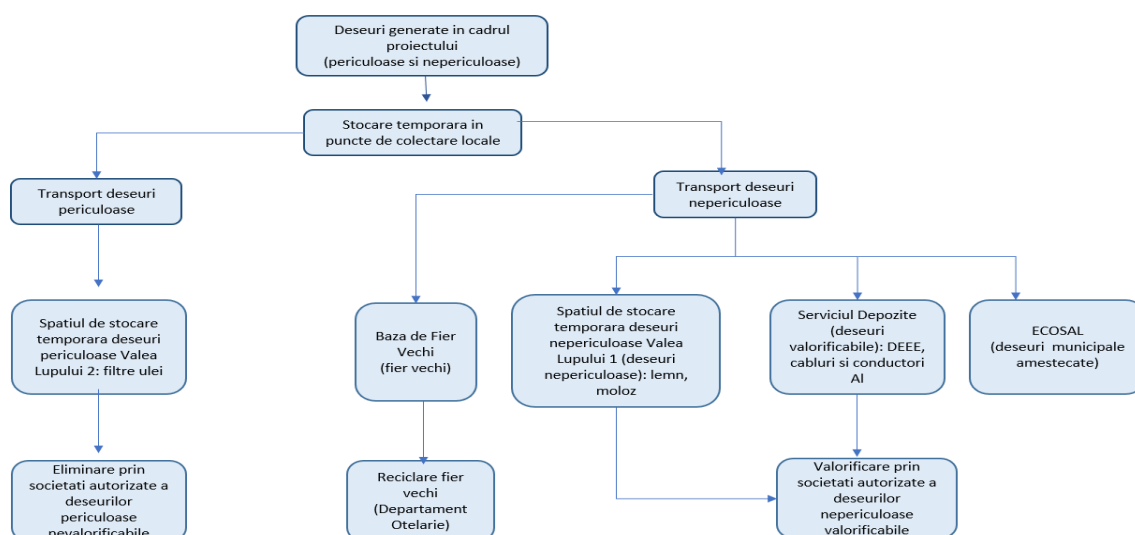 Deseuri generate in cadrul
proiectului
(periculoase si nepericuloase)
Stocare temporara in
puncte de colectare locale
Transport deseuri
periculoase
Transport deseuri
nepericuloase
Spatiul de stocare
temporara deseuri
periculoase Valea
Lupului 2: filtre ulei
Baza de Fier
Vechi
(fier vechi)
Spatiul de stocare
temporara deseuri
nepericuloase Valea
Lupului 1 (deseuri
nepericuloase): lemn,
moloz
Serviciul Depozite
(deseuri
valorificabile): DEEE,
cabluri si conductori
Al
ECOSAL
(deseuri municipale
amestecate)
Eliminare prin
societati autorizate a
deseurilor
periculoase
nevalorificabile
Reciclare fier
vechi
(Departament
Otelarie)
Valorificare prin
societati autorizate a
deseurilor
nepericuloase
valorificabile